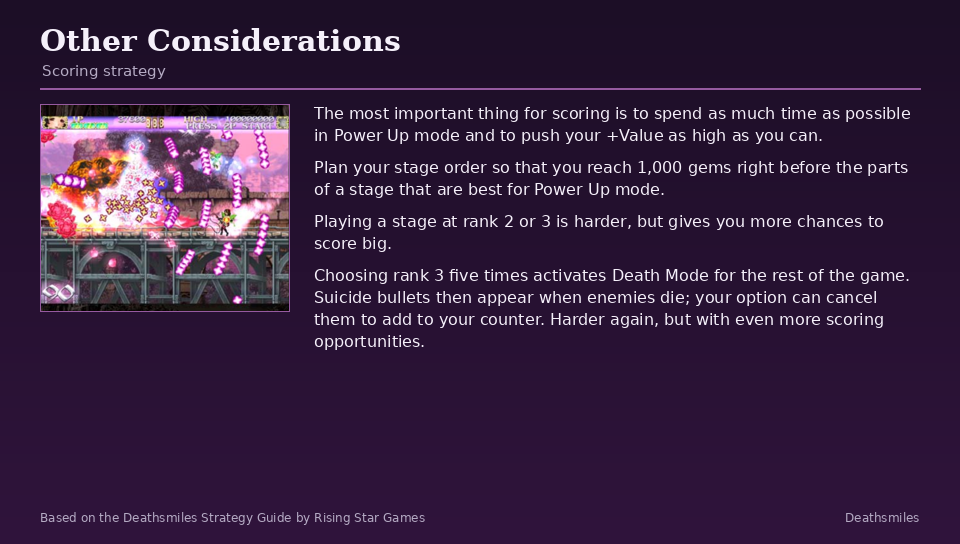 Other Considerations
Scoring strategy
The most important thing for scoring is to spend as much time as possible
in Power Up mode and to push your +Value as high as you can.
Plan your stage order so that you reach 1,000 gems right before the parts
of a stage that are best for Power Up mode.
Playing a stage at rank 2 or 3 is harder, but gives you more chances to
score big.
Choosing rank 3 five times activates Death Mode for the rest of the game.
Suicide bullets then appear when enemies die; your option can cancel
them to add to your counter. Harder again, but with even more scoring
opportunities.
Based on the Deathsmiles Strategy Guide by Rising Star Games
Deathsmiles